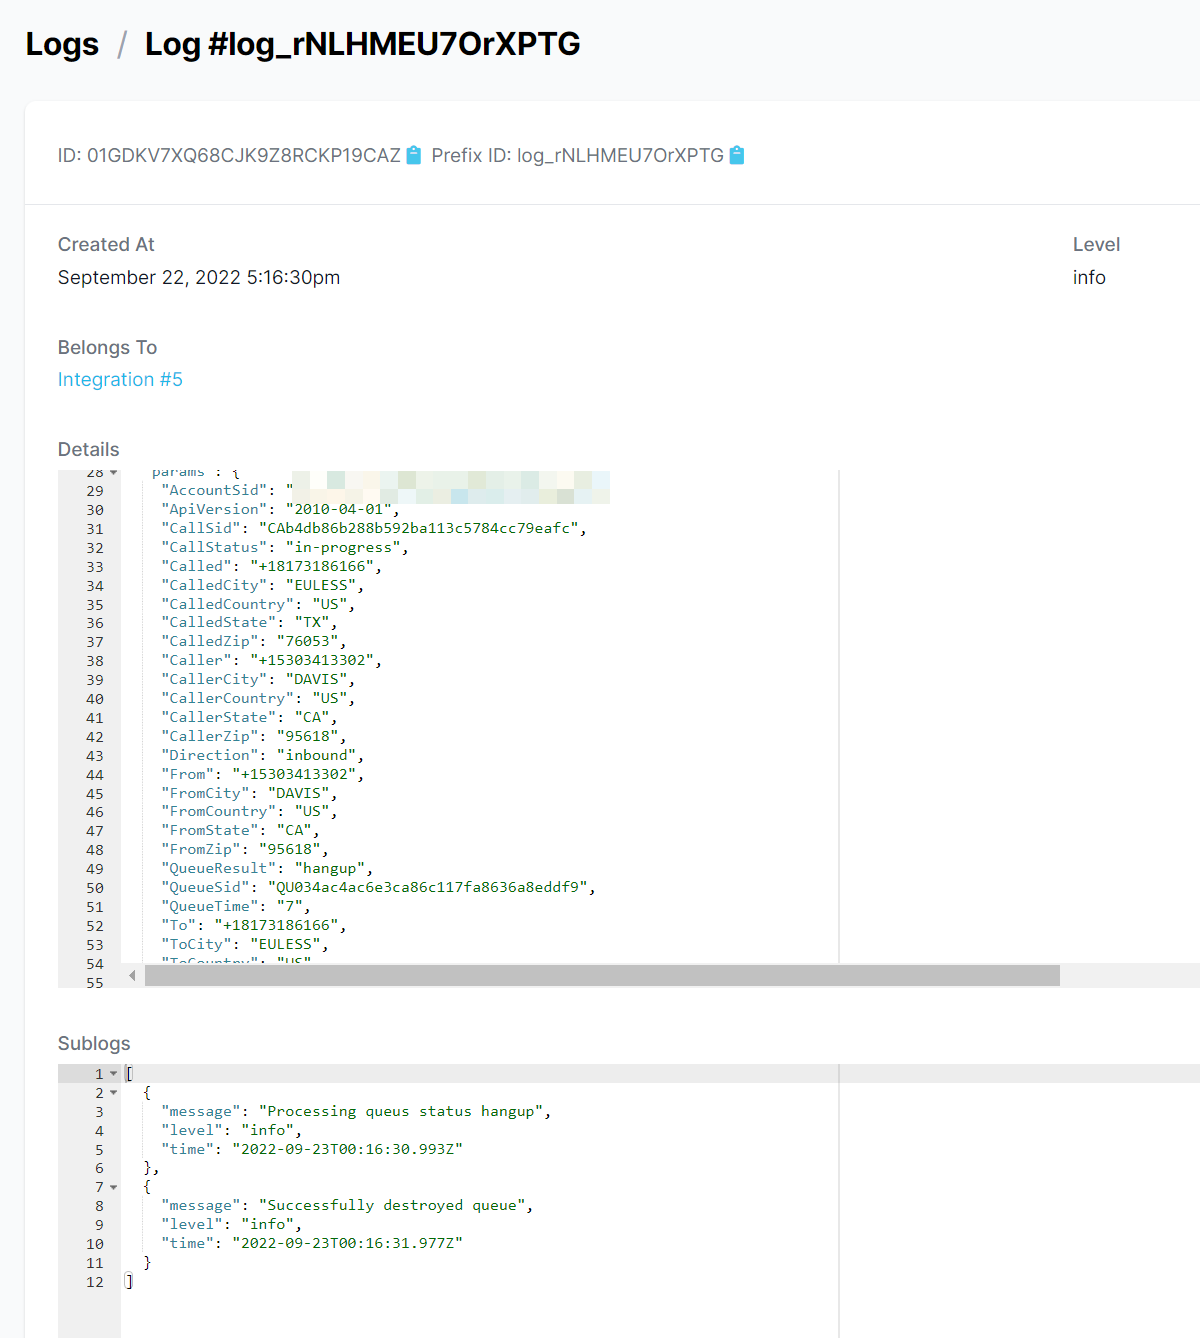 Logs / Log #log_rNLHMEU7OrXPTG
ID: 01GDKV7XQ68CJK9Z8RCKP19CAZ Prefix ID: log_rNLHMEU7OrXPTG
Created At
Level
September 22, 2022 5:16:30pm
info
Belongs To
Integration #5
Details
28 "params": {
29 "AccountSid": "
30 "ApiVersion": "2010-04-01",
31 "CallSid": "CAb4db86b288b592ba113c5784cc79eafc",
32 "CallStatus": "in-progress",
33 "Called": "+18173186166",
34 "CalledCity": "EULESS",
35 "CalledCountry": "US",
36 "CalledState": "TX",
37 "CalledZip": "76053",
38 "Caller": "+15303413302",
39 "CallerCity": "DAVIS",
40 "CallerCountry": "US",
41 "CallerState": "CA",
42 "CallerZip": "95618",
43 "Direction": "inbound",
44 "From": "+15303413302",
45 "FromCity": "DAVIS",
46 "FromCountry": "US",
47 "FromState": "CA",
48 "FromZip": "95618",
49 "QueueResult": "hangup",
50 "QueueSid": "QU034ac4ac6e3ca86c117fa8636a8eddf9",
51 "QueueTime": "7",
52 "To": "+18173186166",
53 "ToCity": "EULESS",
54 "ToCountry": "US"
55
Sublogs
1 [
2 {
3 "message": "Processing queus status hangup",
4 "level": "info",
5 "time": "2022-09-23T00:16:30.993Z"
6 },
7 {
8 "message": "Successfully destroyed queue",
9 "level": "info",
10 "time": "2022-09-23T00:16:31.977Z"
11 }
12 ]